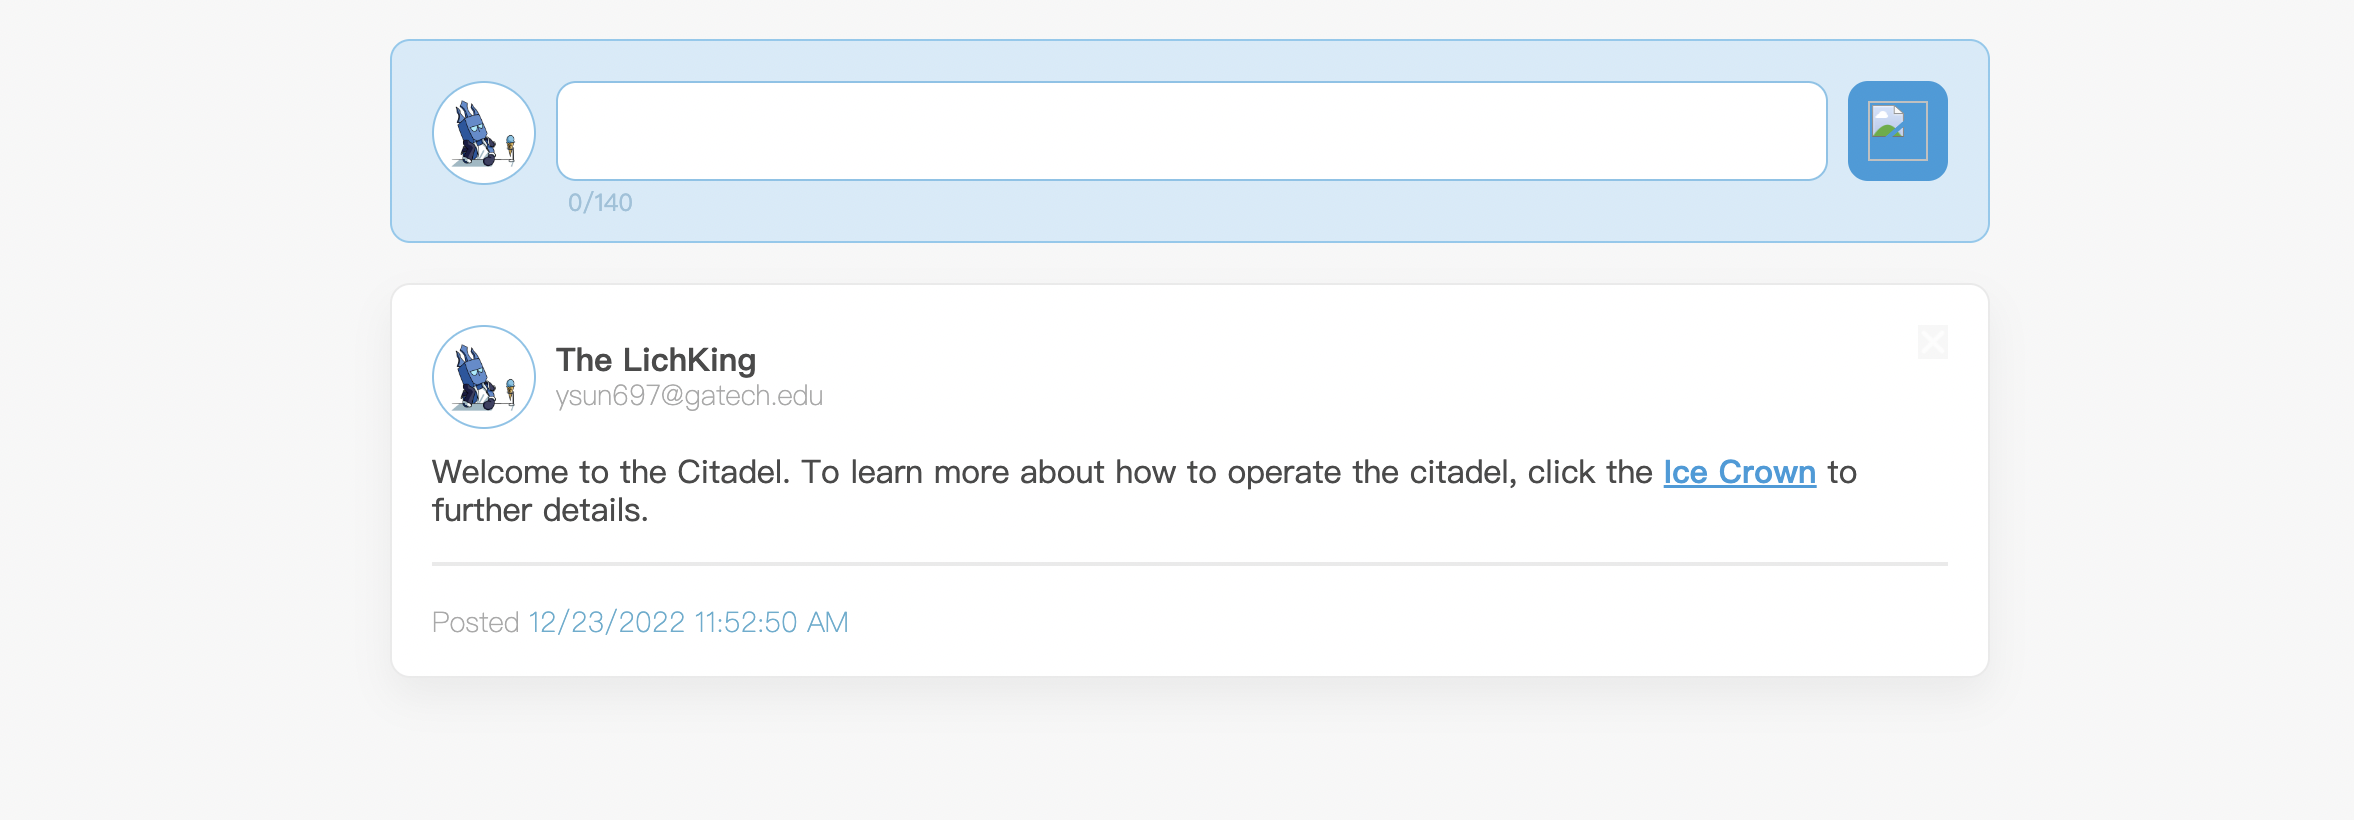 0/140
The LichKing
ysun697@gatech.edu
Welcome to the Citadel. To learn more about how to operate the citadel, click the Ice Crown to
further details.
Posted 12/23/2022 11:52:50 AM